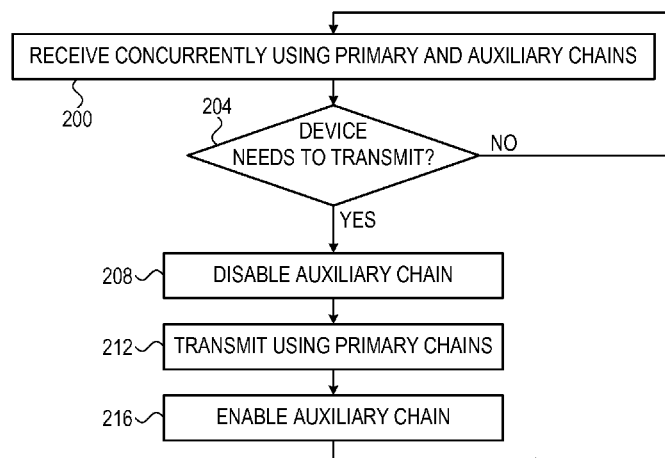 RECEIVE CONCURRENTLY USING PRIMARY AND AUXILIARY CHAINS
200
204
DEVICE
NEEDS TO TRANSMIT?
NO
YES
208
DISABLE AUXILIARY CHAIN
212
TRANSMIT USING PRIMARY CHAINS
216
ENABLE AUXILIARY CHAIN